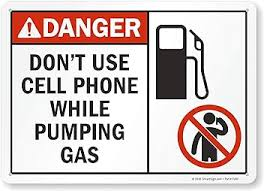 DANGER
DON'T USE
CELL PHONE
WHILE
PUMPING
GAS